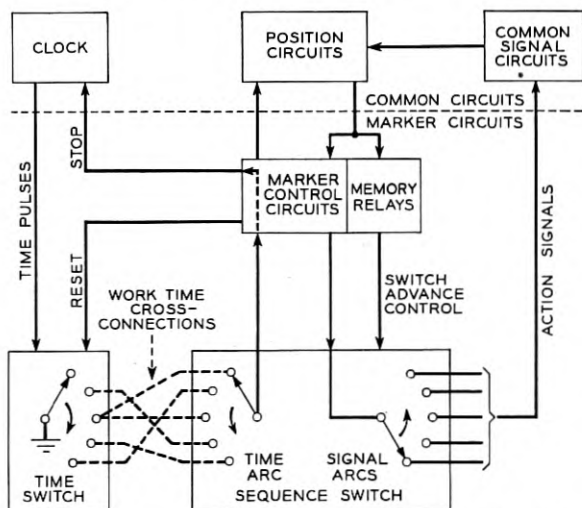 CLOCK
POSITION
CIRCUITS
COMMON
SIGNAL
CIRCUITS
COMMON CIRCUITS
MARKER CIRCUITS
TIME PULSES
STOP
RESET
MARKER
CONTROL
CIRCUITS
MEMORY
RELAYS
ACTION SIGNALS
WORK TIME
CROSS-
CONNECTIONS
SWITCH
ADVANCE
CONTROL
TIME
SWITCH
TIME
ARC
SIGNAL
ARCS
SEQUENCE SWITCH